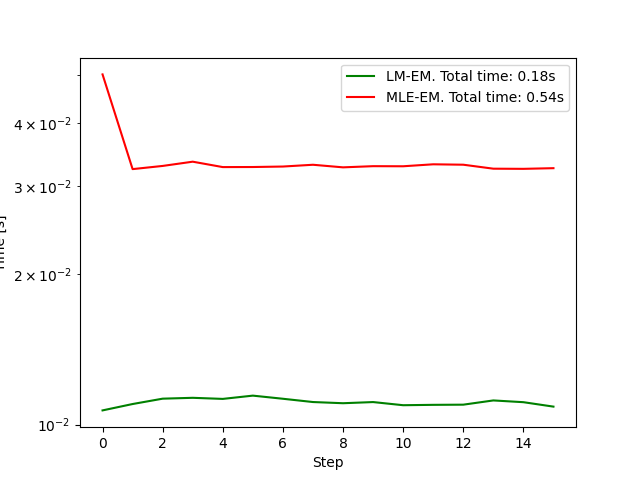 LM-EM. Total time: 0.18s
MLE-EM. Total time: 0.54s
4 × 10⁻²
3 × 10⁻²
2 × 10⁻²
10⁻²
0 2 4 6 8 10 12 14
Step